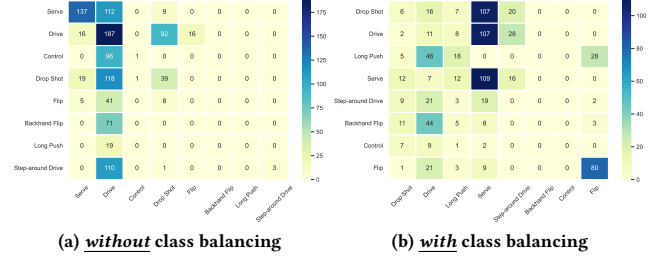 Serve 137 112 0 9 0 0 0 0
Drive 16 187 0 92 16 0 0 0
Control 0 96 1 0 0 0 0 0
Drop Shot 19 118 1 39 0 0 0 0
Flip 5 41 0 8 0 0 0 0
Backhand Flip 0 71 0 0 0 0 0 0
Long Push 0 19 0 0 0 0 0 0
Step-around Drive 0 110 0 1 0 0 0 3
Serve Drive Control Drop Shot Flip Backhand Flip Long Push Step-around Drive
175
150
125
100
75
50
25
0
(a) without class balancing
Drop Shot 6 16 7 107 20 0 0 0
Drive 2 11 8 107 28 0 0 0
Long Push 5 46 18 0 0 0 0 28
Serve 12 7 12 109 16 0 0 0
Step-around Drive 9 21 3 19 0 0 0 2
Backhand Flip 11 44 5 8 0 0 0 3
Control 7 9 1 2 0 0 0 0
Flip 1 21 3 9 0 0 0 80
Drop Shot Drive Long Push Serve Step-around Drive Backhand Flip Control Flip
100
80
60
40
20
0
(b) with class balancing